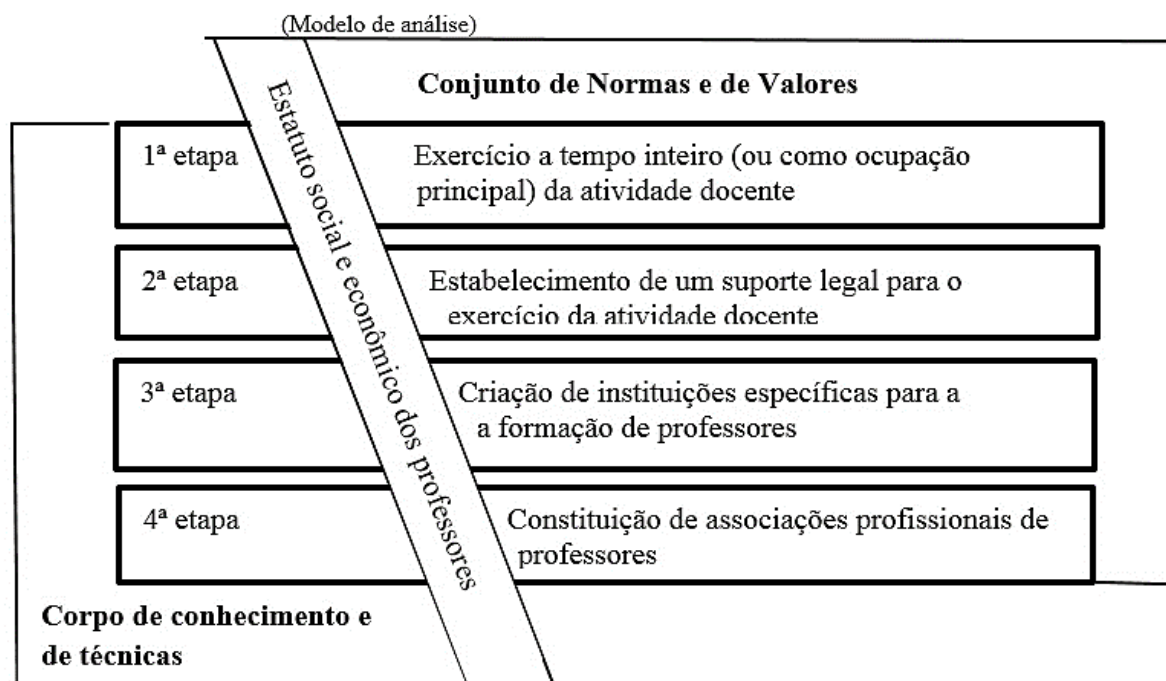 (Modelo de análise)
Conjunto de Normas e de Valores
Estatuto social e econômico dos professores
1ª etapa
Exercício a tempo inteiro (ou como ocupação
principal) da atividade docente
2ª etapa
Estabelecimento de um suporte legal para o
exercício da atividade docente
3ª etapa
Criação de instituições específicas para a
a formação de professores
4ª etapa
Constituição de associações profissionais de
professores
Corpo de conhecimento e
de técnicas